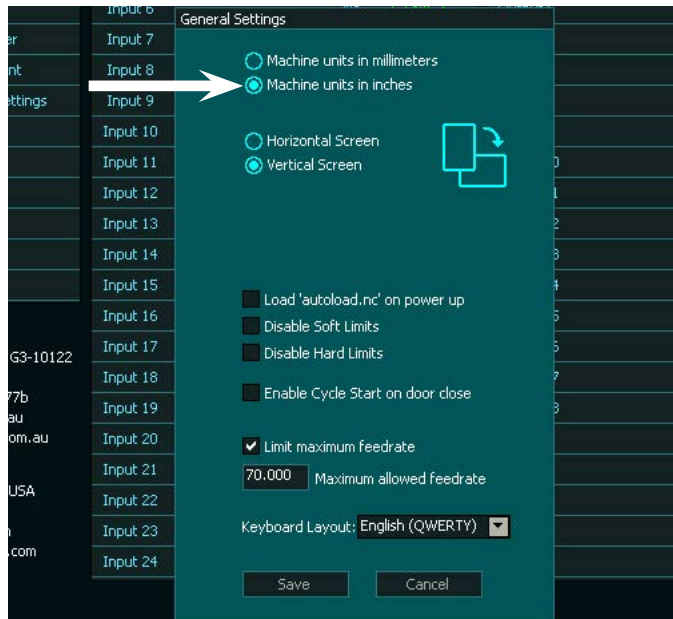 Input 6
General Settings
er
Input 7
Machine units in millimeters
nt
Input 8
Machine units in inches
ettings
Input 9
Input 10
Horizontal Screen
Input 11
Vertical Screen
0
Input 12
1
Input 13
2
Input 14
3
Input 15
Load 'autoload.nc' on power up
4
Input 16
Disable Soft Limits
5
G3-10122
Input 17
Disable Hard Limits
6
Input 18
7
77b
Enable Cycle Start on door close
au
Input 19
8
om.au
Input 20
Limit maximum feedrate
Input 21
70.000 Maximum allowed feedrate
USA
Input 22
Input 23
Keyboard Layout: English (QWERTY)
.com
Input 24
Save
Cancel